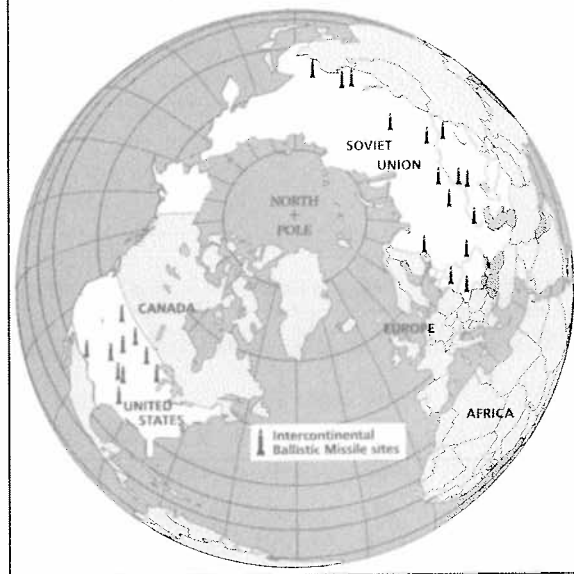 SOVIET
UNION
NORTH
+
POLE
CANADA
EUROPE
UNITED
STATES
AFRICA
Intercontinental
Ballistic Missile sites